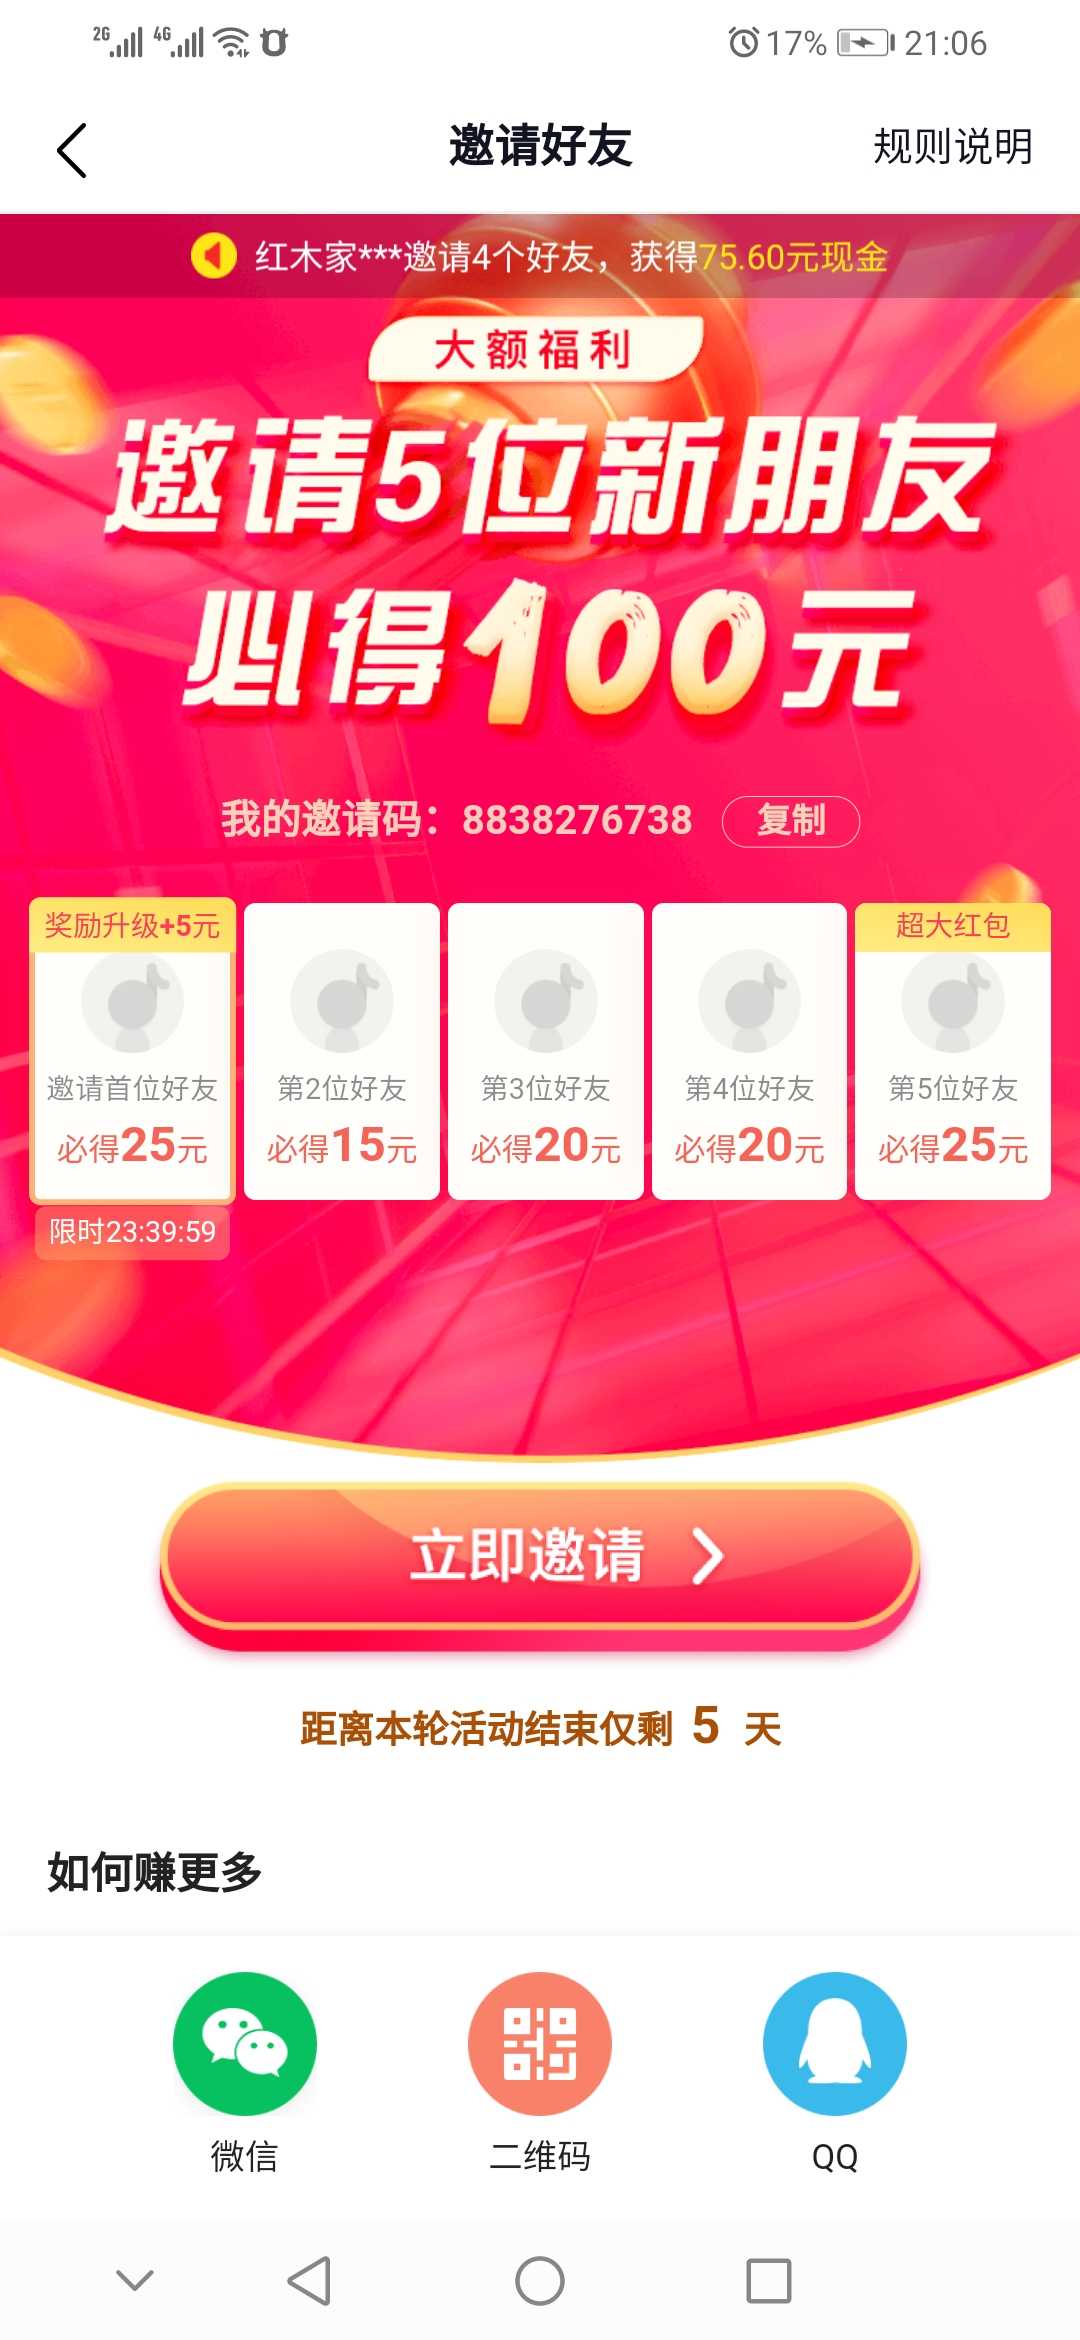 2G 4G 17% 21:06
邀请好友 规则说明
红木家***邀请4个好友，获得75.60元现金
大额福利
邀请5位新朋友
必得100元
我的邀请码：8838276738 复制
奖励升级+5元 超大红包
邀请首位好友 第2位好友 第3位好友 第4位好友 第5位好友
必得25元 必得15元 必得20元 必得20元 必得25元
限时23:39:59
立即邀请
距离本轮活动结束仅剩 5 天
如何赚更多
微信 二维码 QQ